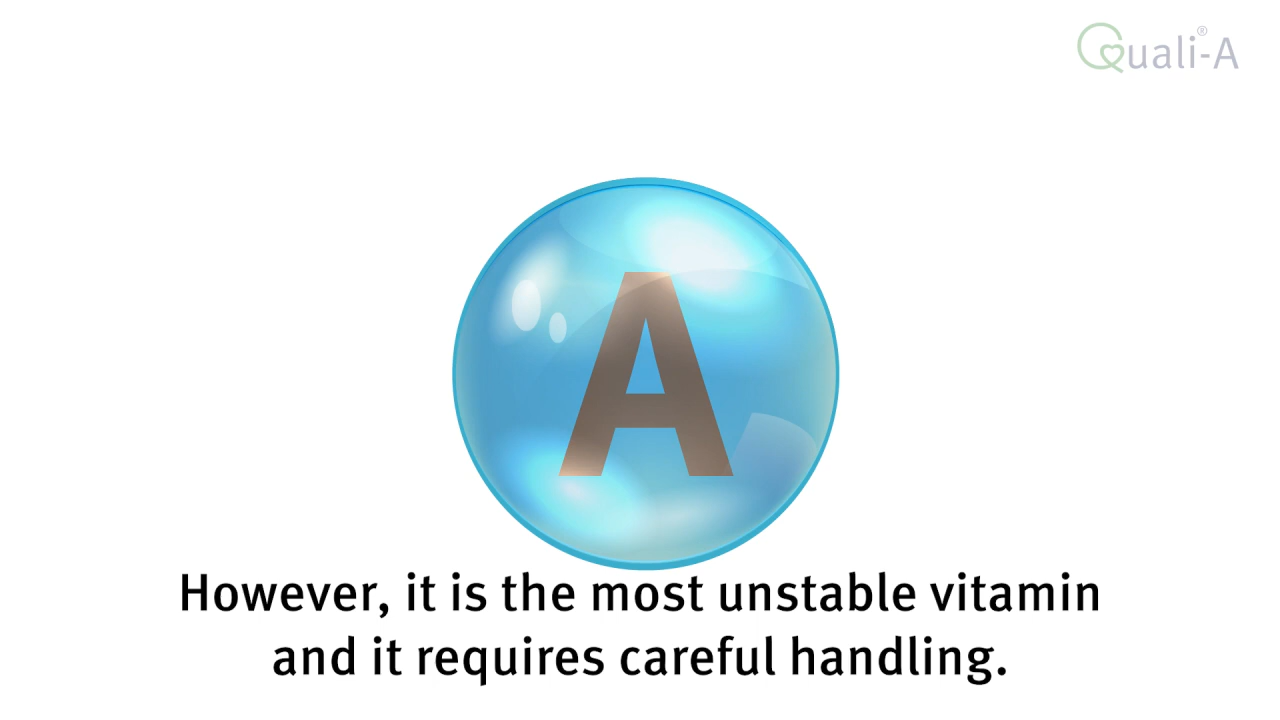 Quali-A®
A
However, it is the most unstable vitamin
and it requires careful handling.